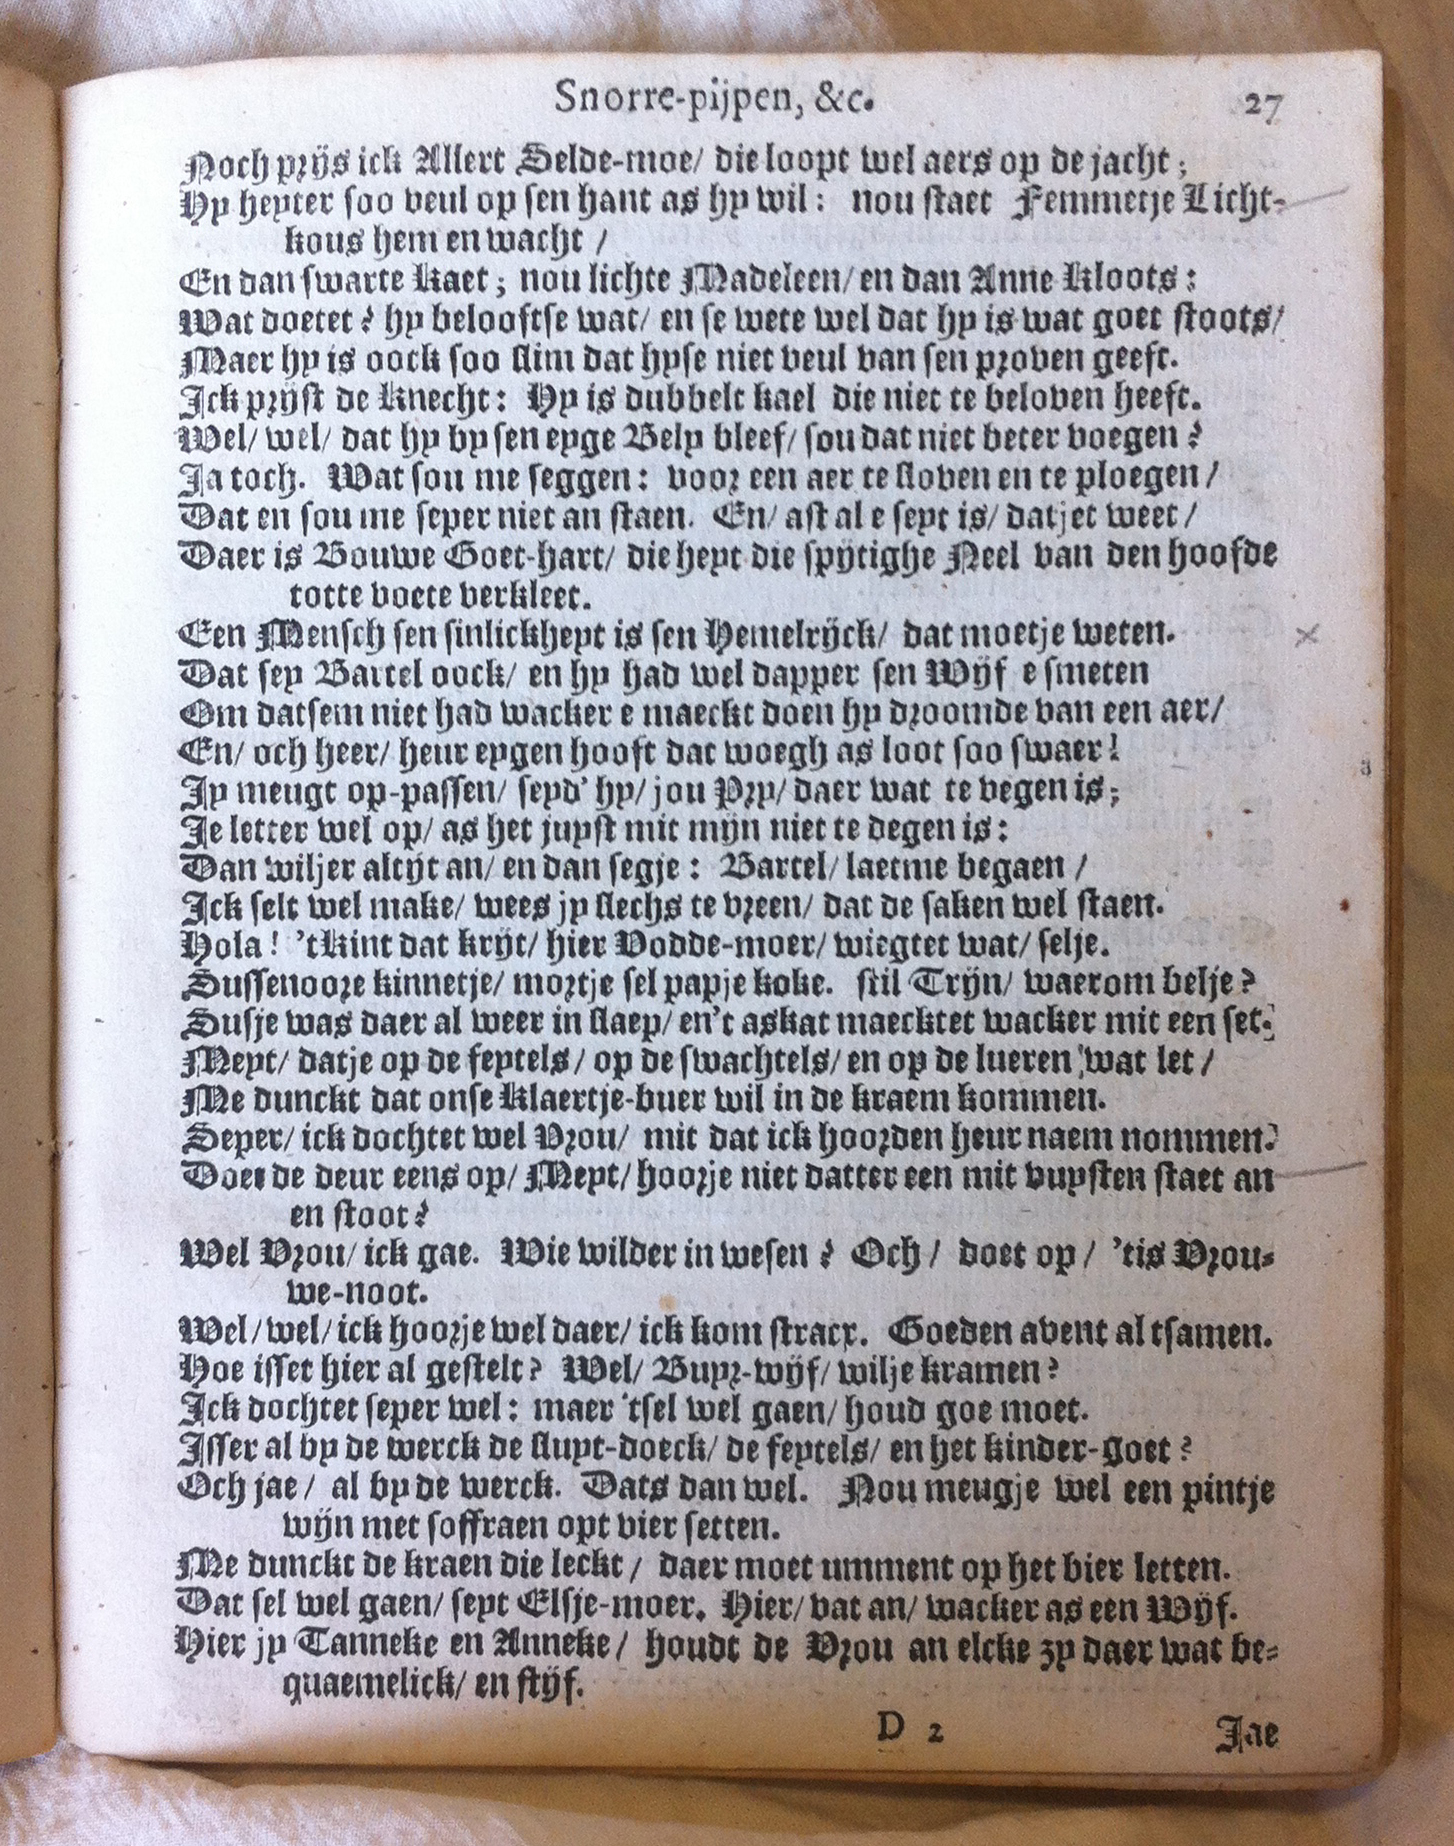 Snorre-pijpen, &c. 27
Noch prijs ick Allert Selde-moe/ die loopt wel aers op de jacht;
Hy heyter soo veul op sen hant as hy wil: nou staet Femmetje Licht-
kous hem en wacht /
En dan swarte Kaet; nou lichte Madeleen/ en dan Anne Kloots:
Wat doetet? hy belooftse wat/ en se wete wel dat hy is wat goet stoots/
Maer hy is oock soo slim dat hyse niet veul van sen proven geeft.
Ick prijst de Knecht: Hy is dubbelt kael die niet te beloven heeft.
Wel/ wel/ dat hy by sen eyge Bely bleef/ sou dat niet beter voegen?
Ja toch. Wat sou me seggen: voor een aer te sloven en te ploegen /
Dat en sou me seper niet an staen. En/ ast al e seyt is/ datjet weet /
Daer is Bouwe Goet-hart/ die heyt die spijtighe Neel van den hoofde
totte voete verkleet.
Een Mensch sen sinlickheyt is sen Hemelrijck/ dat moetje weten.
Dat sey Bartel oock/ en hy had wel dapper sen Wijf e smeten
Om datsem niet had wacker e maeckt doen hy droomde van een aer/
En/ och heer/ heur eygen hooft dat woegh as loot soo swaer!
Jy meugt op-passen/ seyd' hy/ jou Pry/ daer wat te vegen is;
Je letter wel op/ as het juyst mit mijn niet te degen is:
Dan wiljer altijt an/ en dan segje: Bartel/ laetme begaen /
Ick selt wel make/ wees jy slechs te vreen/ dat de saken wel staen.
Hola! 't Kint dat krijt/ hier Vodde-moer/ wiegtet wat/ selje.
Sussenoore kinnetje/ mortje sel papje koke. stil Trijn/ waerom belje?
Susje was daer al weer in slaep/ en't askat maecktet wacker mit een set.
Meyt/ datje op de feytels/ op de swachtels/ en op de lueren wat let /
Me dunckt dat onse Klaertje-buer wil in de kraem kommen.
Seper/ ick dochtet wel Vrou/ mit dat ick hoorden heur naem nommen.
Doet de deur eens op/ Meyt/ hoorje niet datter een mit vuysten staet an
en stoot?
Wel Vrou/ ick gae. Wie wilder in wesen? Och / doet op / 'tis Vrou-
we-noot.
Wel/ wel/ ick hoorje wel daer/ ick kom stracx. Goeden avent al tsamen.
Hoe isset hier al gestelt? Wel/ Buyr-wijf/ wilje kramen?
Ick dochtet seper wel: maer 'tsel wel gaen/ houd goe moet.
Isser al by de werck de sluyt-doeck/ de feytels/ en het kinder-goet?
Och jae / al by de werck. Dats dan wel. Nou meugje wel een pintje
wijn met soffraen opt vier setten.
Me dunckt de kraen die leckt / daer moet umment op het bier letten.
Dat sel wel gaen/ seyt Elsje-moer. Hier/ vat an/ wacker as een Wijf.
Hier jy Tanneke en Anneke / houdt de Vrou an elcke zy daer wat be-
quaemelick/ en stijf.
D 2 Jae